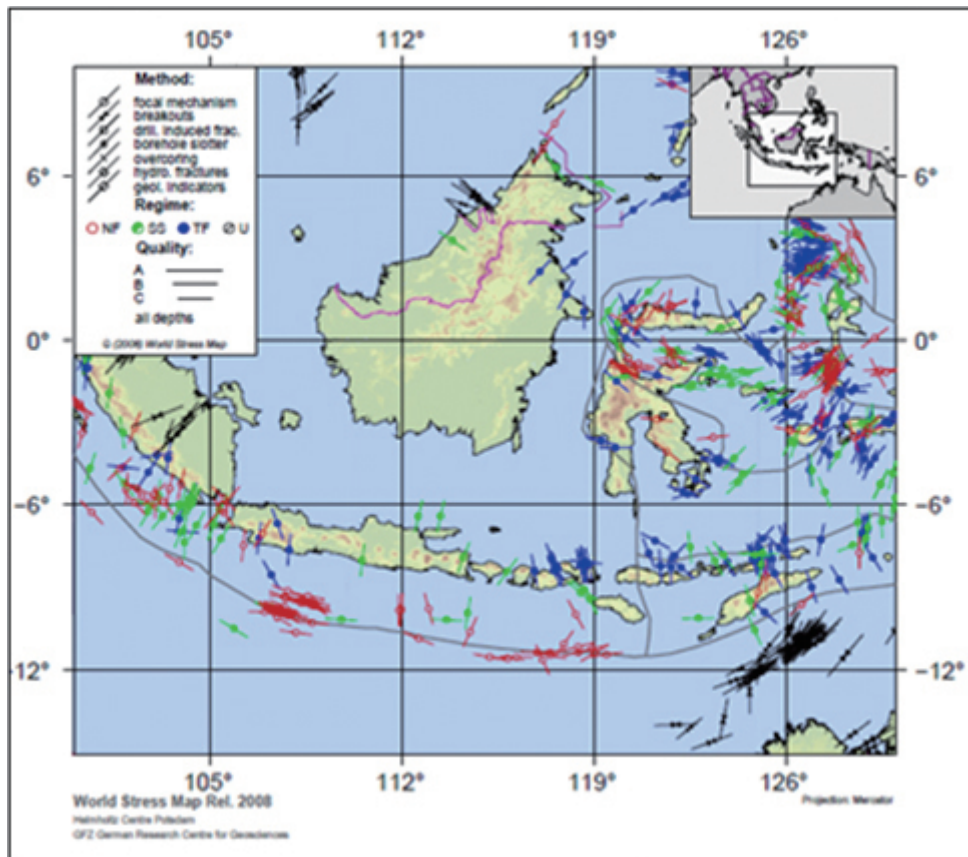 105° 112° 119° 126°
Method:
focal mechanism
breakouts
drill. induced frac.
borehole slotter
overcoring
hydro. fractures
geol. indicators
Regime:
NF SS TF U
Quality:
A
B
C
all depths
© (2008) World Stress Map
6° 6°
0° 0°
−6° −6°
−12° −12°
105° 112° 119° 126°
World Stress Map Rel. 2008
Projection: Mercator
Helmholtz Centre Potsdam
GFZ German Research Centre for Geosciences